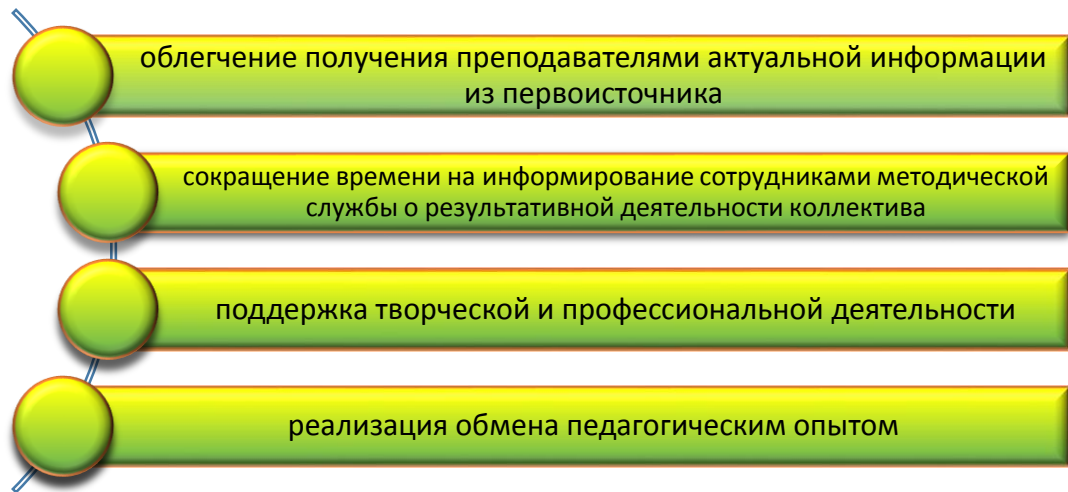 облегчение получения преподавателями актуальной информации
из первоисточника
сокращение времени на информирование сотрудниками методической
службы о результативной деятельности коллектива
поддержка творческой и профессиональной деятельности
реализация обмена педагогическим опытом